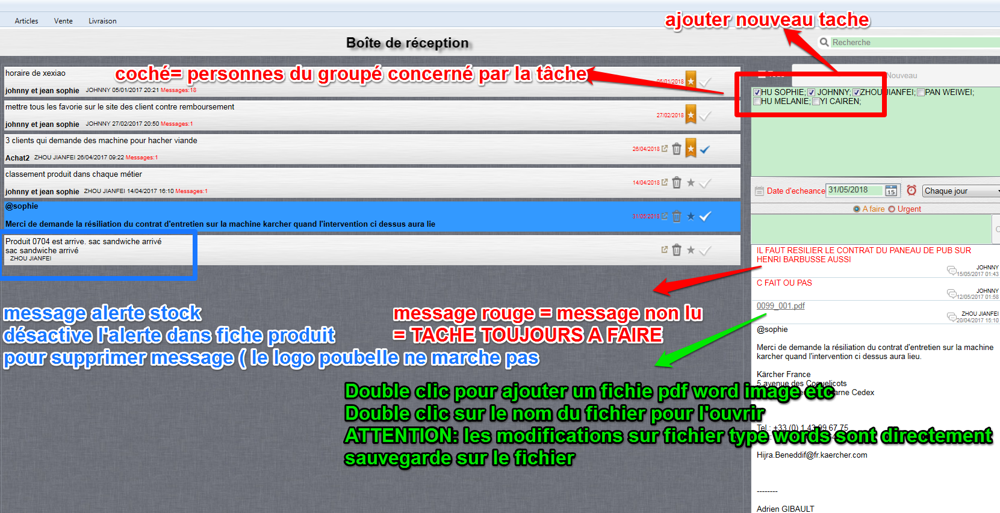 ajouter nouveau tache
Articles Vente Livraison
Boîte de réception
Recherche
coché= personnes du groupé concerné par la tâche
Nouveau
horaire de xexiao
05/01/2018
johnny et jean sophie JOHNNY 05/01/2017 20:21 Messages:18
mettre tous les favorie sur le site des client contre remboursement
27/02/2018
johnny et jean sophie JOHNNY 27/02/2017 20:50 Messages:1
3 clients qui demande des machine pour hacher viande
26/04/2018
Achat2 ZHOU JIANFEI 26/04/2017 09:22 Messages:1
classement produit dans chaque métier
14/04/2018
johnny et jean sophie ZHOU JIANFEI 14/04/2017 16:10 Messages:1
@sophie
31/05/2018
Merci de demande la résiliation du contrat d'entretien sur la machine karcher quand l'intervention ci dessus aura lie
Produit 0704 est arrive. sac sandwiche arrivé
sac sandwiche arrivé
ZHOU JIANFEI
message alerte stock
désactive l'alerte dans fiche produit
pour supprimer message ( le logo poubelle ne marche pas
message rouge = message non lu
= TACHE TOUJOURS A FAIRE
Double clic pour ajouter un fichie pdf word image etc
Double clic sur le nom du fichier pour l'ouvrir
ATTENTION: les modifications sur fichier type words sont directement
sauvegarde sur le fichier
HU SOPHIE; JOHNNY; ZHOU JIANFEI; PAN WEIWEI;
HU MELANIE; YI CAIREN;
Date d'echeance 31/05/2018 15 Chaque jour
A faire Urgent
IL FAUT RESILIER LE CONTRAT DU PANEAU DE PUB SUR
HENRI BARBUSSE AUSSI
JOHNNY
15/05/2017 01:43
C FAIT OU PAS
JOHNNY
12/05/2017 01:58
0099_001.pdf
ZHOU JIANFEI
20/04/2017 15:10
@sophie
Merci de demande la résiliation du contrat d'entretien sur la machine
karcher quand l'intervention ci dessus aura lieu.
Kärcher France
5 avenue des Coquelicots
arne Cedex
Tel.: +33 (0) 1 43 99 67 75
Hijra.Beneddif@fr.kaercher.com
--------
Adrien GIBAULT